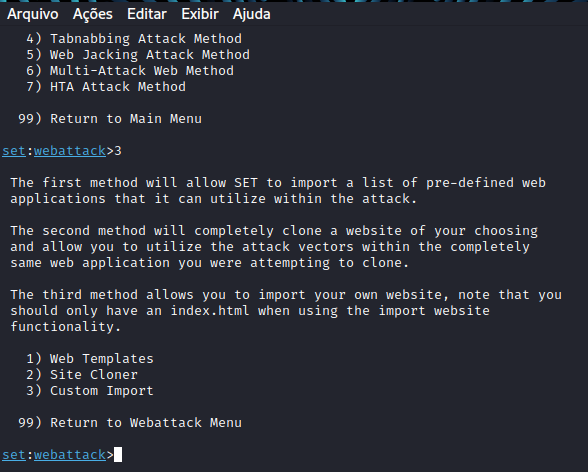 Arquivo Ações Editar Exibir Ajuda
4) Tabnabbing Attack Method
5) Web Jacking Attack Method
6) Multi-Attack Web Method
7) HTA Attack Method
99) Return to Main Menu
set:webattack>3
The first method will allow SET to import a list of pre-defined web
applications that it can utilize within the attack.
The second method will completely clone a website of your choosing
and allow you to utilize the attack vectors within the completely
same web application you were attempting to clone.
The third method allows you to import your own website, note that you
should only have an index.html when using the import website
functionality.
1) Web Templates
2) Site Cloner
3) Custom Import
99) Return to Webattack Menu
set:webattack>